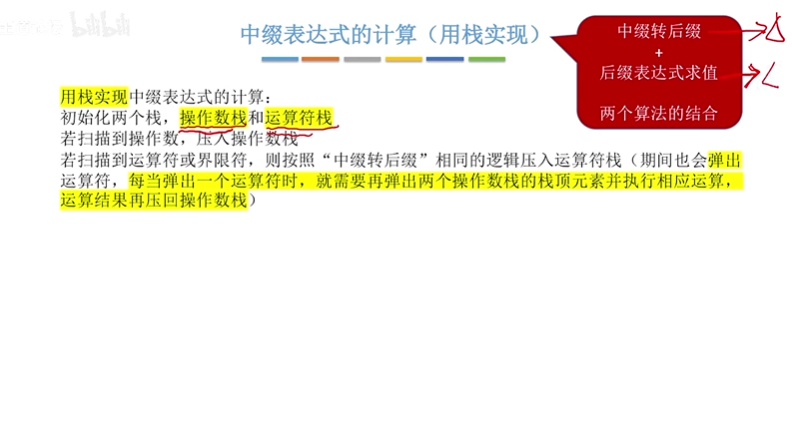 bilibili
中缀表达式的计算（用栈实现）
中缀转后缀
+
后缀表达式求值
两个算法的结合
用栈实现中缀表达式的计算：
初始化两个栈，操作数栈和运算符栈
若扫描到操作数，压入操作数栈
若扫描到运算符或界限符，则按照“中缀转后缀”相同的逻辑压入运算符栈（期间也会弹出
运算符，每当弹出一个运算符时，就需要再弹出两个操作数栈的栈顶元素并执行相应运算，
运算结果再压回操作数栈）